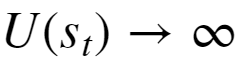 U(s_t) → ∞